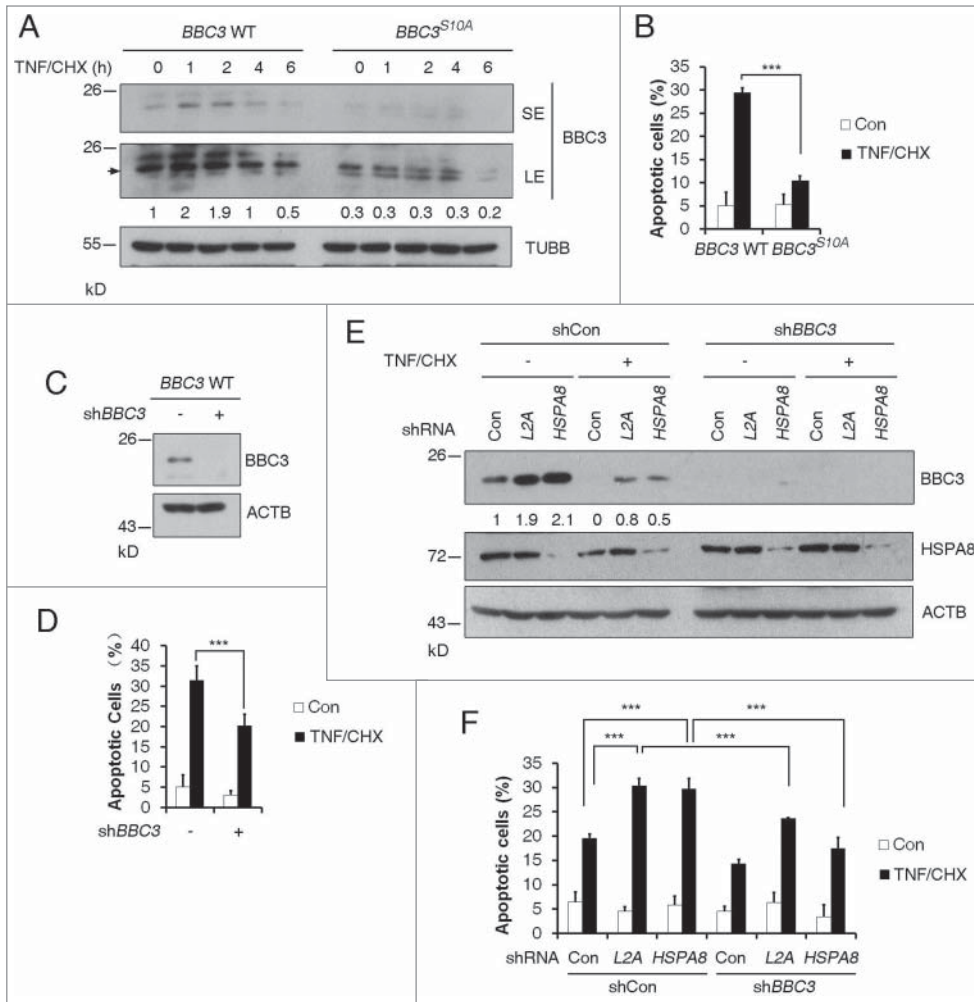 A
BBC3 WT BBC3^S10A
TNF/CHX (h) 0 1 2 4 6 0 1 2 4 6
26
SE
26
BBC3
LE
1 2 1.9 1 0.5 0.3 0.3 0.3 0.3 0.2
55
TUBB
kD
B
***
Apoptotic cells (%)
35
30
25
20
15
10
5
0
Con
TNF/CHX
BBC3 WT BBC3^S10A
C
BBC3 WT
shBBC3 - +
26
BBC3
ACTB
43
kD
D
***
Apoptotic Cells (%)
40
35
30
25
20
15
10
5
0
Con
TNF/CHX
shBBC3 - +
E
shCon shBBC3
TNF/CHX - + - +
shRNA Con L2A HSPA8 Con L2A HSPA8 Con L2A HSPA8 Con L2A HSPA8
26
BBC3
1 1.9 2.1 0 0.8 0.5
72
HSPA8
ACTB
43
kD
F
*** ***
*** ***
Apoptotic cells (%)
35
30
25
20
15
10
5
0
Con
TNF/CHX
shRNA Con L2A HSPA8 Con L2A HSPA8
shCon shBBC3